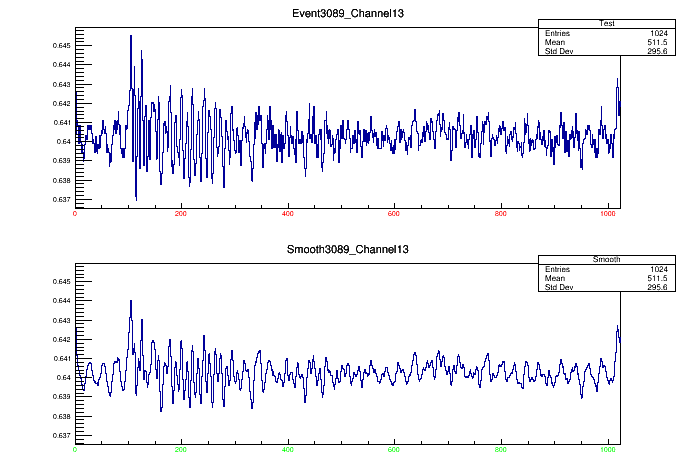 Event3089_Channel13
Test
Entries 1024
Mean 511.5
Std Dev 295.6
0.645
0.644
0.643
0.642
0.641
0.64
0.639
0.638
0.637
0 200 400 600 800 1000
Smooth3089_Channel13
Smooth
Entries 1024
Mean 511.5
Std Dev 295.6
0.645
0.644
0.643
0.642
0.641
0.64
0.639
0.638
0.637
0 200 400 600 800 1000